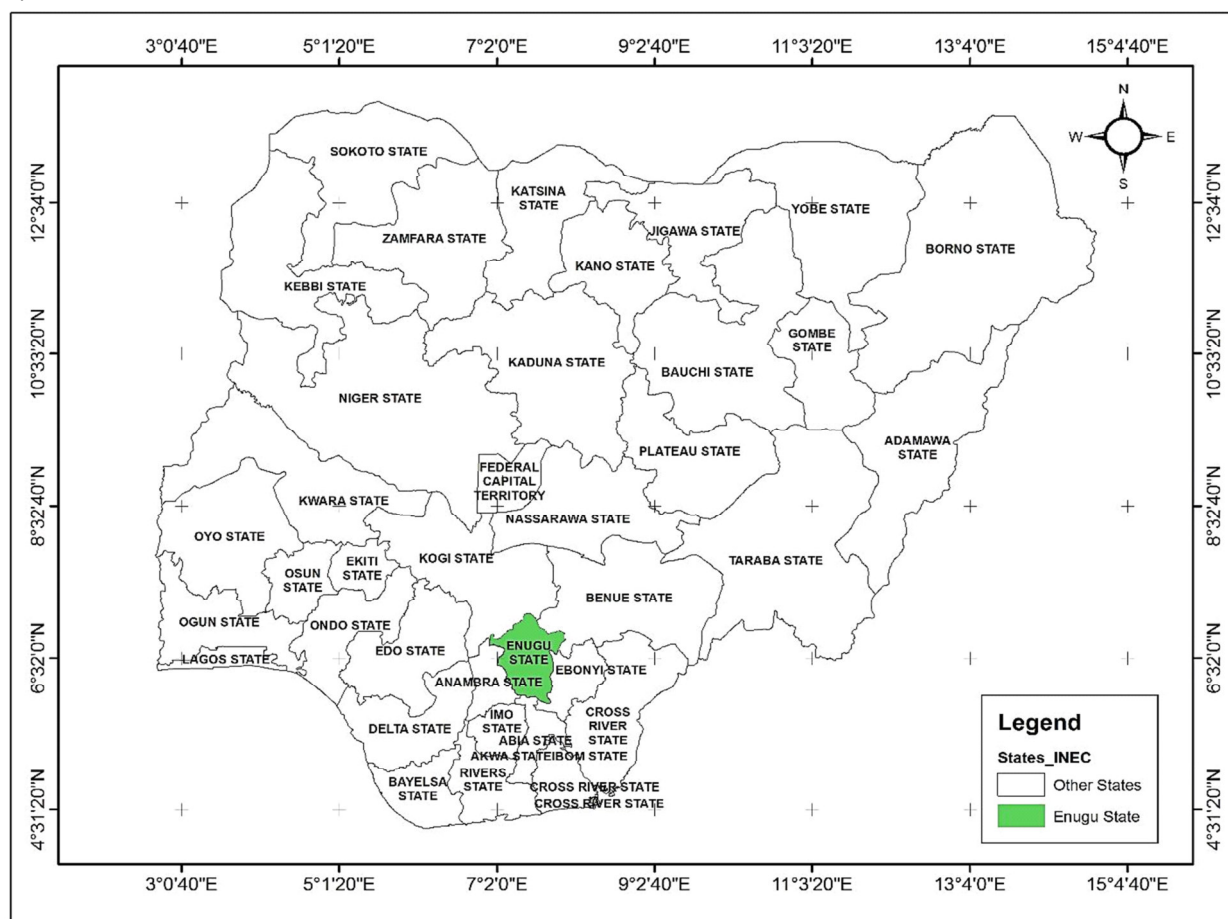 3°0'40"E 5°1'20"E 7°2'0"E 9°2'40"E 11°3'20"E 13°4'0"E 15°4'40"E
N
W E
S
12°34'0"N
12°34'0"N
10°33'20"N
10°33'20"N
8°32'40"N
8°32'40"N
6°32'0"N
6°32'0"N
4°31'20"N
4°31'20"N
SOKOTO STATE
KATSINA
STATE
YOBE STATE
ZAMFARA STATE
JIGAWA STATE
BORNO STATE
KANO STATE
KEBBI STATE
GOMBE
STATE
KADUNA STATE
BAUCHI STATE
NIGER STATE
ADAMAWA
STATE
PLATEAU STATE
FEDERAL
CAPITAL
TERRITORY
KWARA STATE
NASSARAWA STATE
OYO STATE
KOGI STATE
TARABA STATE
EKITI
STATE
OSUN
STATE
BENUE STATE
OGUN STATE
ONDO STATE
EDO STATE
ENUGU
STATE
LAGOS STATE
EBONYI STATE
ANAMBRA STATE
DELTA STATE
IMO
STATE
CROSS
RIVER
STATE
ABIA STATE
AKWA STATEIBOM STATE
RIVERS
STATE
BAYELSA
STATE
CROSS RIVER STATE
CROSS RIVER STATE
Legend
States_INEC
Other States
Enugu State
3°0'40"E 5°1'20"E 7°2'0"E 9°2'40"E 11°3'20"E 13°4'0"E 15°4'40"E